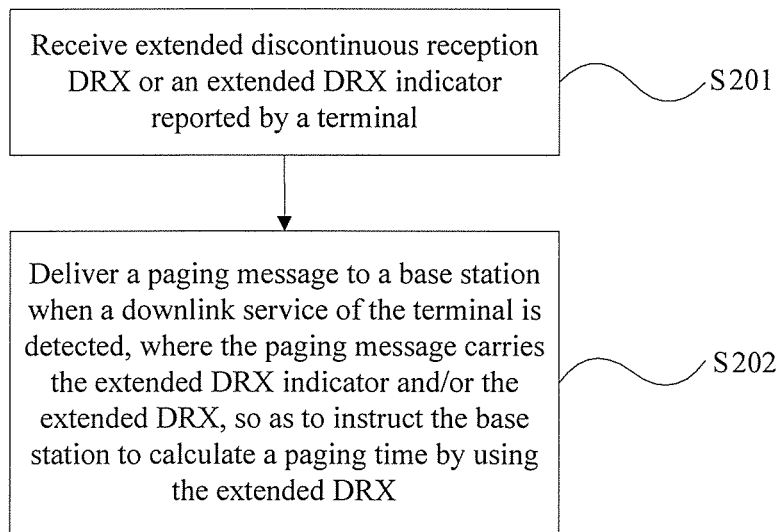 Receive extended discontinuous reception
DRX or an extended DRX indicator
reported by a terminal
S201
Deliver a paging message to a base station
when a downlink service of the terminal is
detected, where the paging message carries
the extended DRX indicator and/or the
extended DRX, so as to instruct the base
station to calculate a paging time by using
the extended DRX
S202